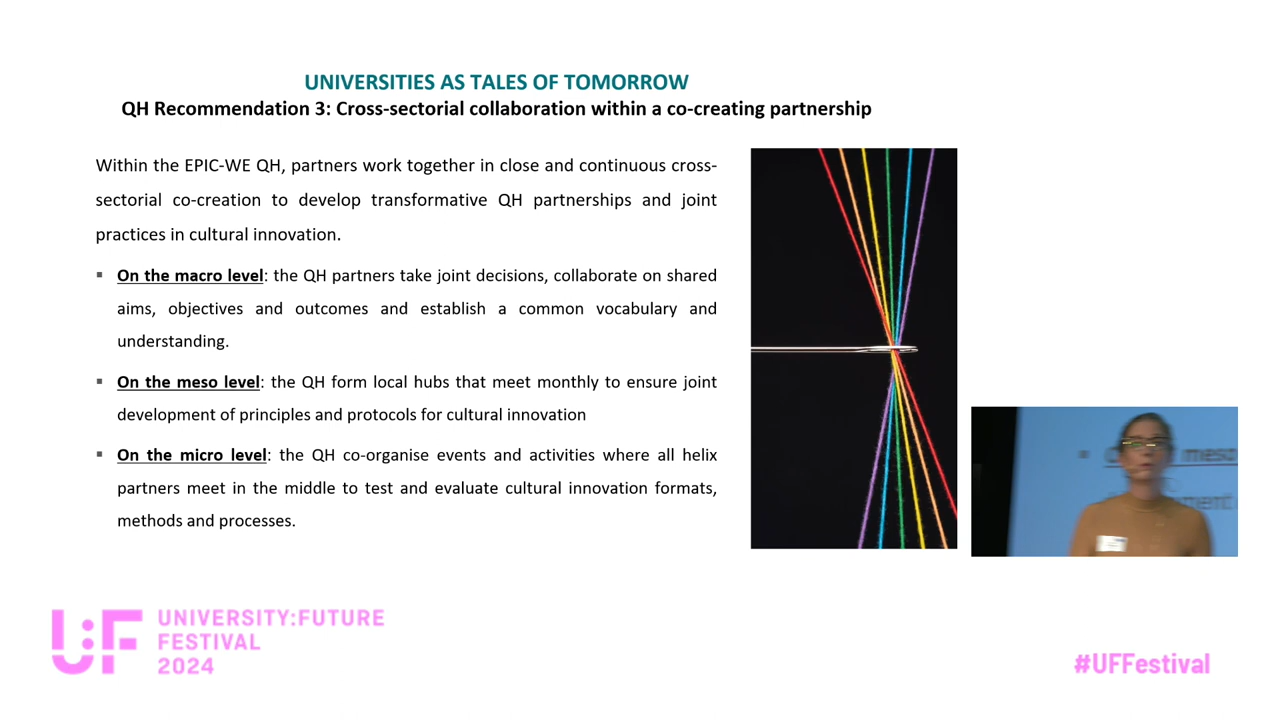 UNIVERSITIES AS TALES OF TOMORROW
QH Recommendation 3: Cross-sectorial collaboration within a co-creating partnership
Within the EPIC-WE QH, partners work together in close and continuous cross-
sectorial co-creation to develop transformative QH partnerships and joint
practices in cultural innovation.
▪ On the macro level: the QH partners take joint decisions, collaborate on shared
aims, objectives and outcomes and establish a common vocabulary and
understanding.
▪ On the meso level: the QH form local hubs that meet monthly to ensure joint
development of principles and protocols for cultural innovation
▪ On the micro level: the QH co-organise events and activities where all helix
partners meet in the middle to test and evaluate cultural innovation formats,
methods and processes.
meso
U:F
UNIVERSITY:FUTURE
FESTIVAL
2024
#UFFestival